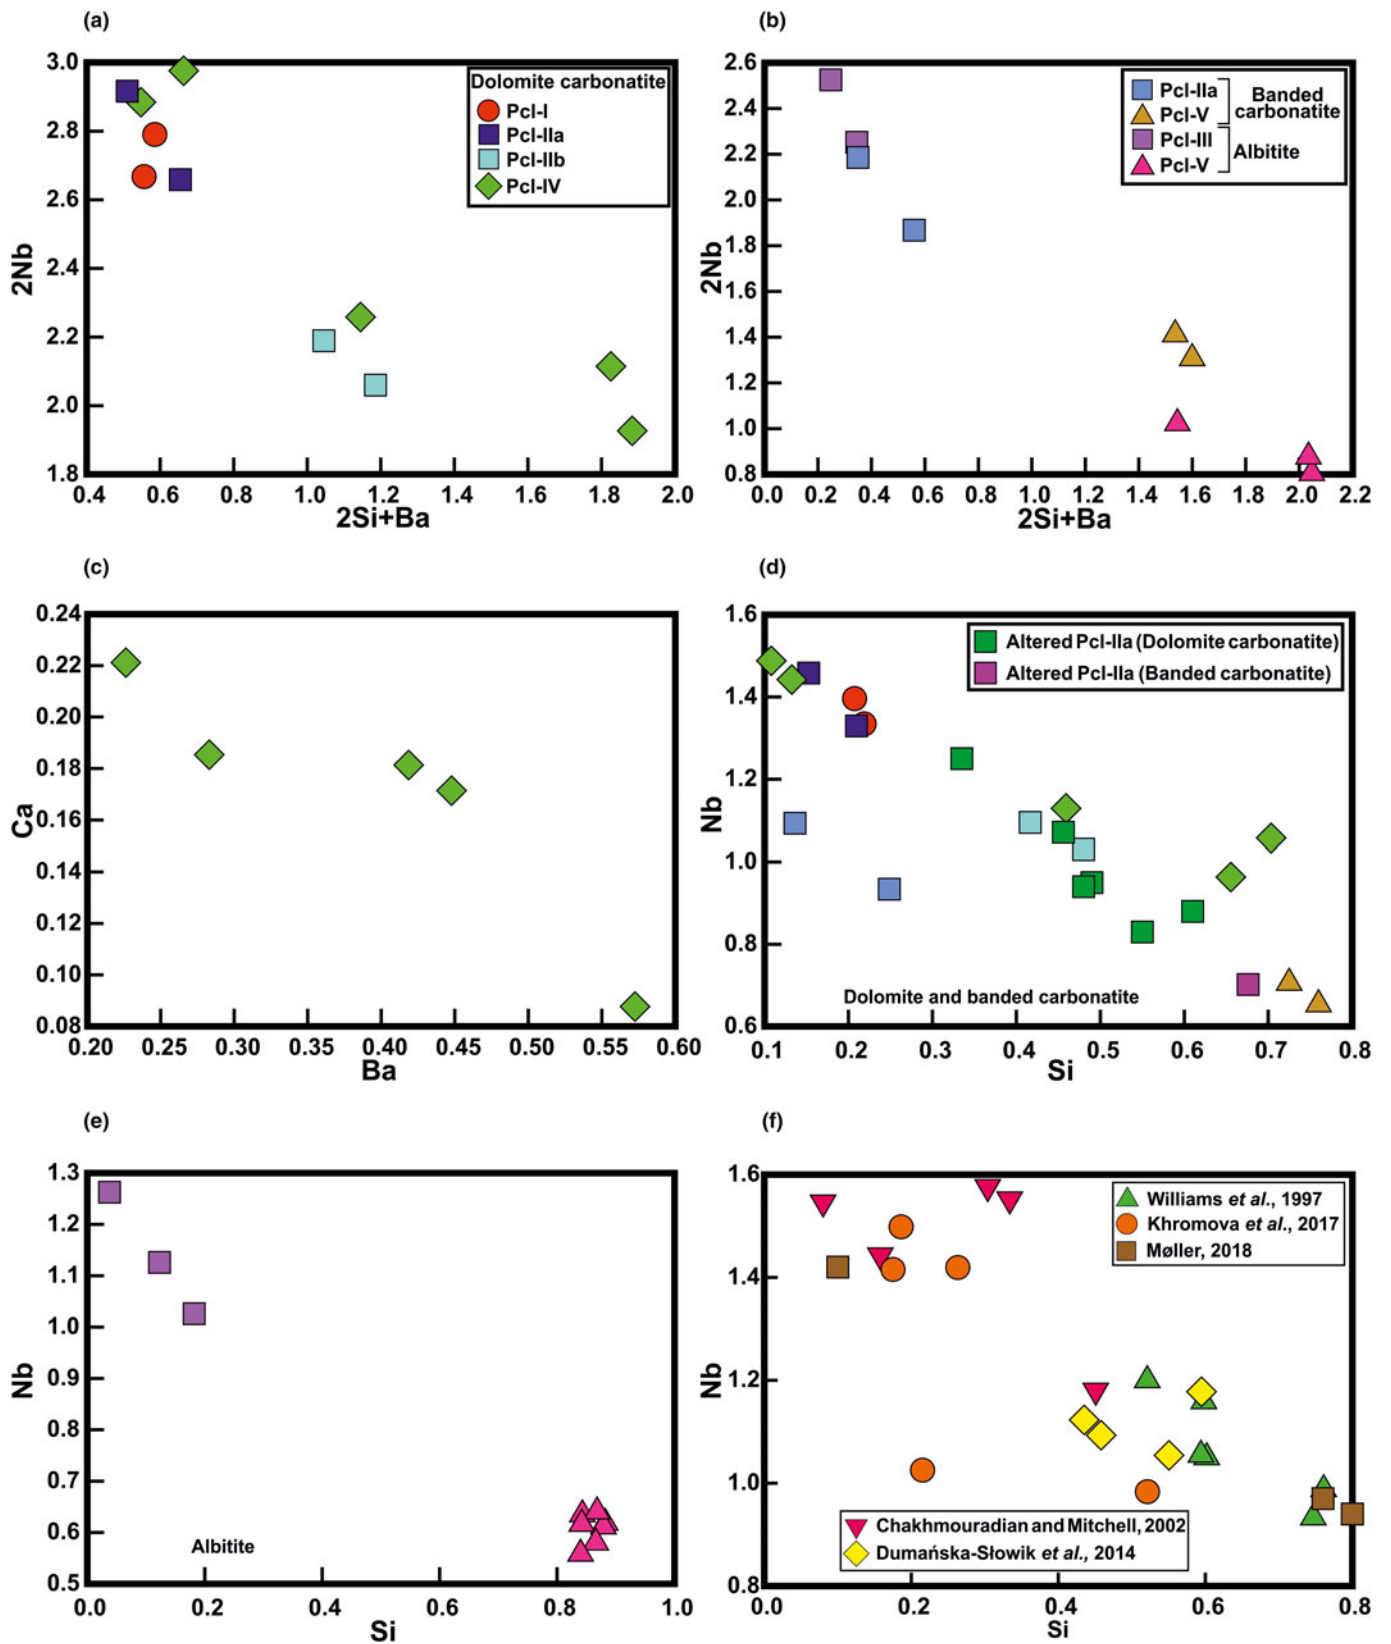 (a)
3.0
2.8
2.6
2.4
2.2
2.0
1.8
2Nb
Dolomite carbonatite
Pcl-I
Pcl-IIa
Pcl-IIb
Pcl-IV
0.4 0.6 0.8 1.0 1.2 1.4 1.6 1.8 2.0
2Si+Ba
(b)
2.6
2.4
2.2
2.0
1.8
1.6
1.4
1.2
1.0
0.8
2Nb
Pcl-IIa
Pcl-V
Banded
carbonatite
Pcl-III
Pcl-V
Albitite
0.0 0.2 0.4 0.6 0.8 1.0 1.2 1.4 1.6 1.8 2.0 2.2
2Si+Ba
(c)
0.24
0.22
0.20
0.18
0.16
0.14
0.12
0.10
0.08
Ca
0.20 0.25 0.30 0.35 0.40 0.45 0.50 0.55 0.60
Ba
(d)
1.6
1.4
1.2
1.0
0.8
0.6
Nb
Altered Pcl-IIa (Dolomite carbonatite)
Altered Pcl-IIa (Banded carbonatite)
Dolomite and banded carbonatite
0.1 0.2 0.3 0.4 0.5 0.6 0.7 0.8
Si
(e)
1.3
1.2
1.1
1.0
0.9
0.8
0.7
0.6
0.5
Nb
Albitite
0.0 0.2 0.4 0.6 0.8 1.0
Si
(f)
1.6
1.4
1.2
1.0
0.8
Nb
Williams et al., 1997
Khromova et al., 2017
Møller, 2018
Chakhmouradian and Mitchell, 2002
Dumańska-Słowik et al., 2014
0.0 0.2 0.4 0.6 0.8
Si